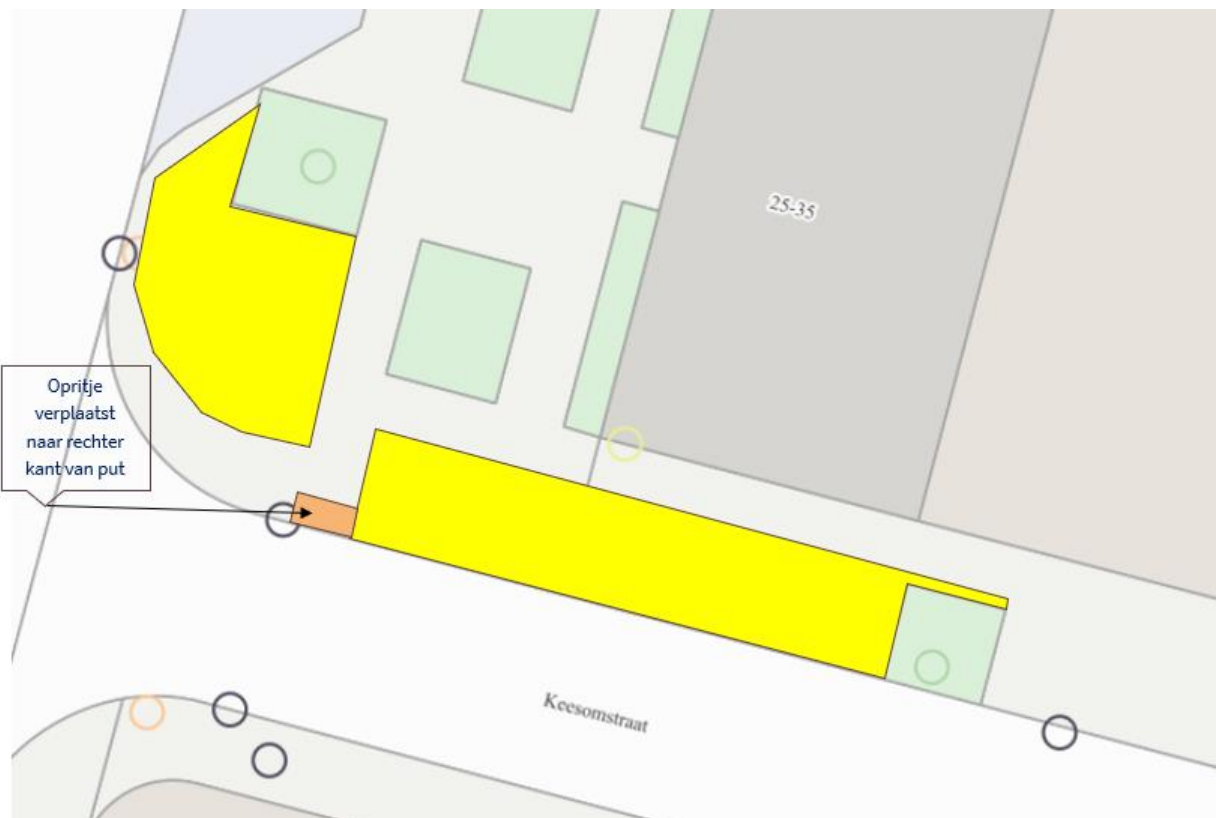 25-35
Opritje
verplaatst
naar rechter
kant van put
Keesomstraat